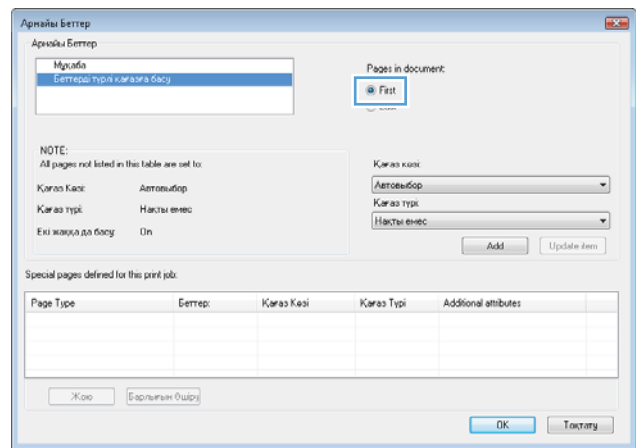 Арнайы Беттер
Арнайы Беттер
Мұқаба
Беттерді түрлі қағазға басу
Pages in document:
First
NOTE:
All pages not listed in this table are set to:
Қағаз Көзі: Автовыбор
Қағаз түрі: Нақты емес
Екі жаққа да басу: On
Қағаз көзі:
Автовыбор
Қағаз түрі:
Нақты емес
Add Update item
Special pages defined for this print job:
Page Type Беттер: Қағаз Көзі Қағаз Түрі Additional attributes
Жою Барлығын Өшіру
OK Тоқтату